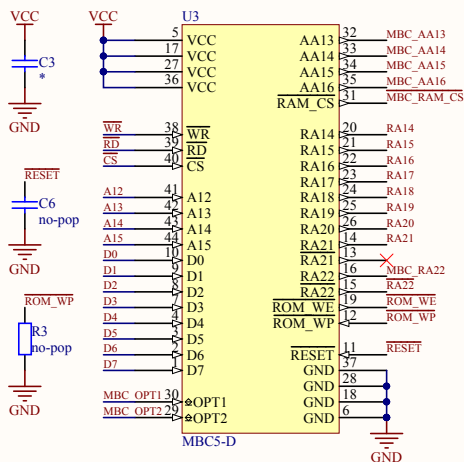 VCC VCC U3
5 VCC AA13 32 MBC_AA13
17 VCC AA14 33 MBC_AA14
27 VCC AA15 34 MBC_AA15
36 VCC AA16 35 MBC_AA16
RAM_CS 31 MBC_RAM_CS
C3
*
GND
WR 38 WR RA14 20 RA14
RD 39 RD RA15 21 RA15
CS 40 CS RA16 22 RA16
RA17 23 RA17
RESET
A12 41 A12 RA18 24 RA18
A13 42 A13 RA19 25 RA19
A14 43 A14 RA20 26 RA20
A15 44 A15 RA21 14 RA21
C6
no-pop
GND
D0 10 D0 RA21 13
D1 9 D1 RA22 16 MBC_RA22
D2 8 D2 RA22 15 RA22
D3 7 D3 ROM_WE 19 ROM_WE
D4 4 D4 ROM_WP 12 ROM_WP
ROM_WP
R3
no-pop
GND
D5 3 D5
D6 2 D6 RESET 11 RESET
D7 1 D7 GND 37
GND 28
MBC_OPT1 30 OPT1 GND 18
MBC_OPT2 29 OPT2 GND 6
MBC5-D
GND